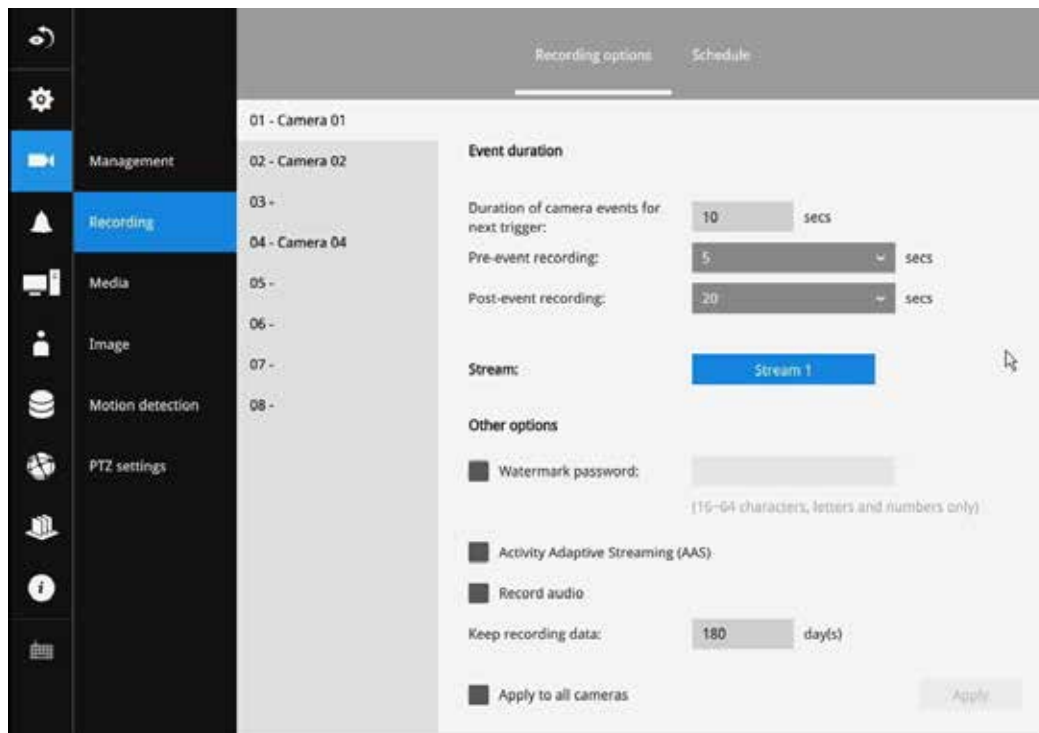 Recording options
Schedule
Management
Recording
Media
Image
Motion detection
PTZ settings
01 - Camera 01
02 - Camera 02
03 -
04 - Camera 04
05 -
06 -
07 -
08 -
Event duration
Duration of camera events for
next trigger:
10 secs
Pre-event recording: 5 secs
Post-event recording: 20 secs
Stream: Stream 1
Other options
Watermark password:
(16~64 characters, letters and numbers only)
Activity Adaptive Streaming (AAS)
Record audio
Keep recording data: 180 day(s)
Apply to all cameras
Apply